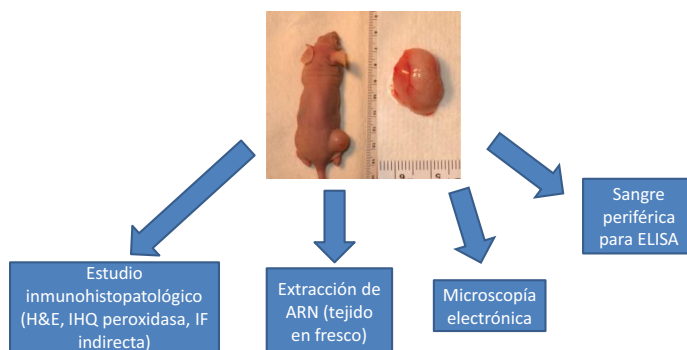 Sangre
periférica
para ELISA
Estudio
inmunohistopatológico
(H&E, IHQ peroxidasa, IF
indirecta)
Extracción de
ARN (tejido
en fresco)
Microscopía
electrónica